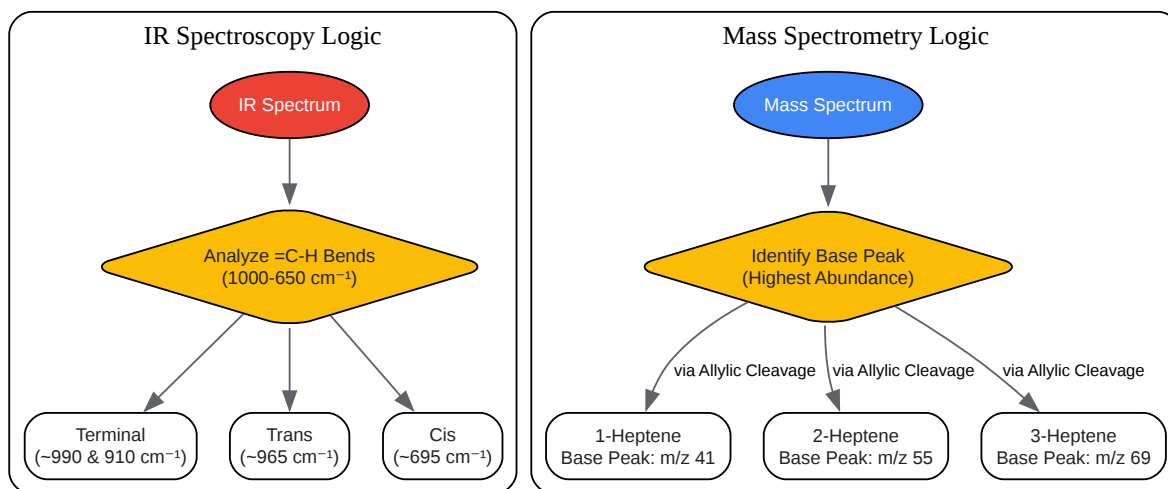 IR Spectroscopy Logic
IR Spectrum
Analyze =C-H Bends
(1000-650 cm⁻¹)
Terminal
(~990 & 910 cm⁻¹)
Trans
(~965 cm⁻¹)
Cis
(~695 cm⁻¹)
Mass Spectrometry Logic
Mass Spectrum
Identify Base Peak
(Highest Abundance)
via Allylic Cleavage
via Allylic Cleavage
via Allylic Cleavage
1-Heptene
Base Peak: m/z 41
2-Heptene
Base Peak: m/z 55
3-Heptene
Base Peak: m/z 69